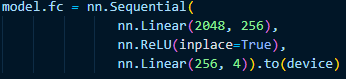 model.fc = nn.Sequential(
nn.Linear(2048, 256),
nn.ReLU(inplace=True),
nn.Linear(256, 4)).to(device)